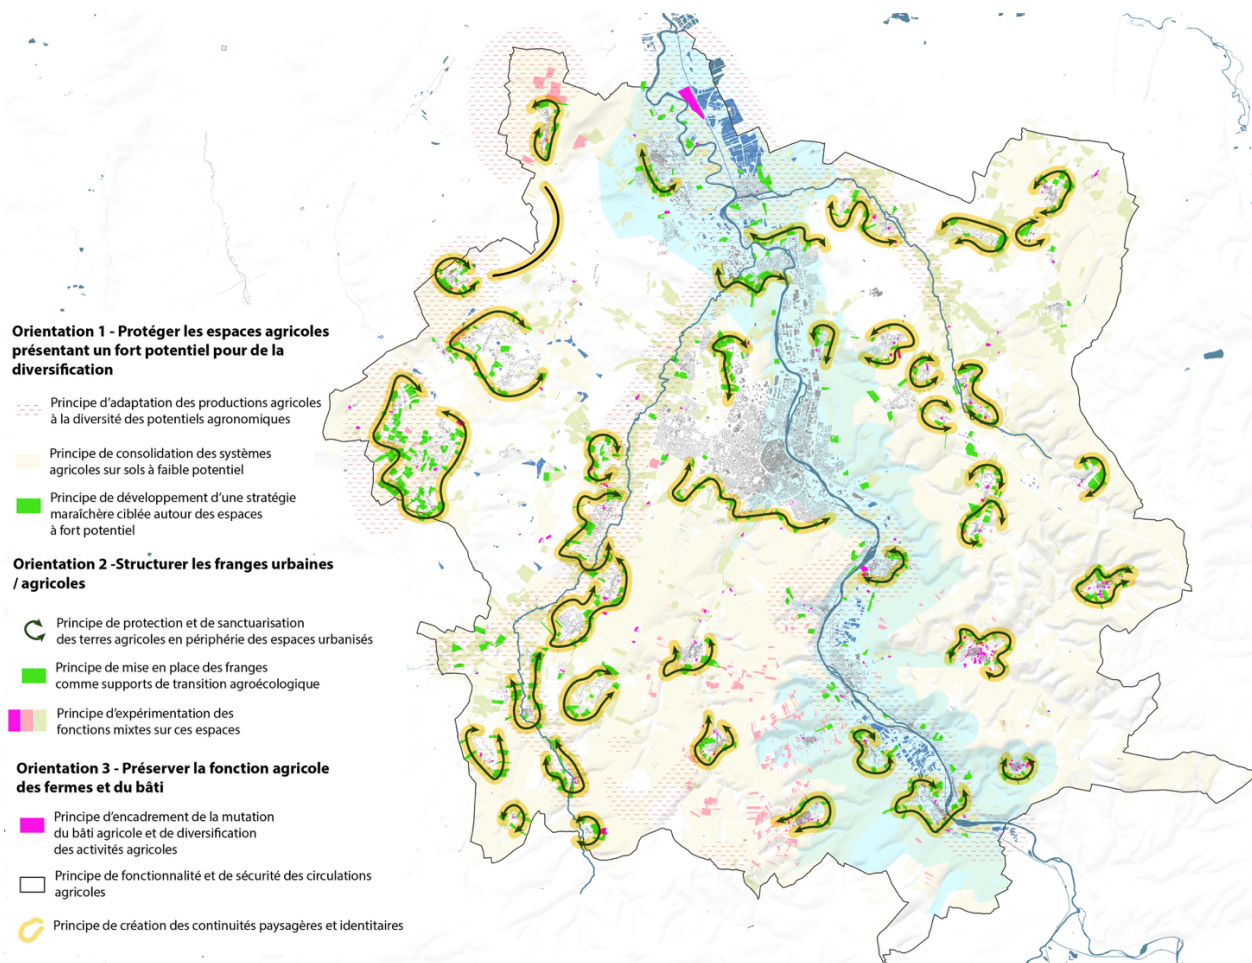 Orientation 1 - Protéger les espaces agricoles
présentant un fort potentiel pour de la
diversification
Principe d'adaptation des productions agricoles
à la diversité des potentiels agronomiques
Principe de consolidation des systèmes
agricoles sur sols à faible potentiel
Principe de développement d'une stratégie
maraîchère ciblée autour des espaces
à fort potentiel
Orientation 2 -Structurer les franges urbaines
/ agricoles
Principe de protection et de sanctuarisation
des terres agricoles en périphérie des espaces urbanisés
Principe de mise en place des franges
comme supports de transition agroécologique
Principe d'expérimentation des
fonctions mixtes sur ces espaces
Orientation 3 - Préserver la fonction agricole
des fermes et du bâti
Principe d'encadrement de la mutation
du bâti agricole et de diversification
des activités agricoles
Principe de fonctionnalité et de sécurité des circulations
agricoles
Principe de création des continuités paysagères et identitaires